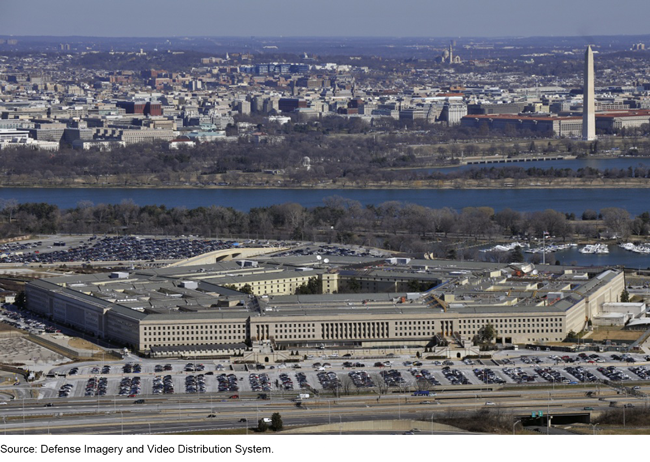 Source: Defense Imagery and Video Distribution System.